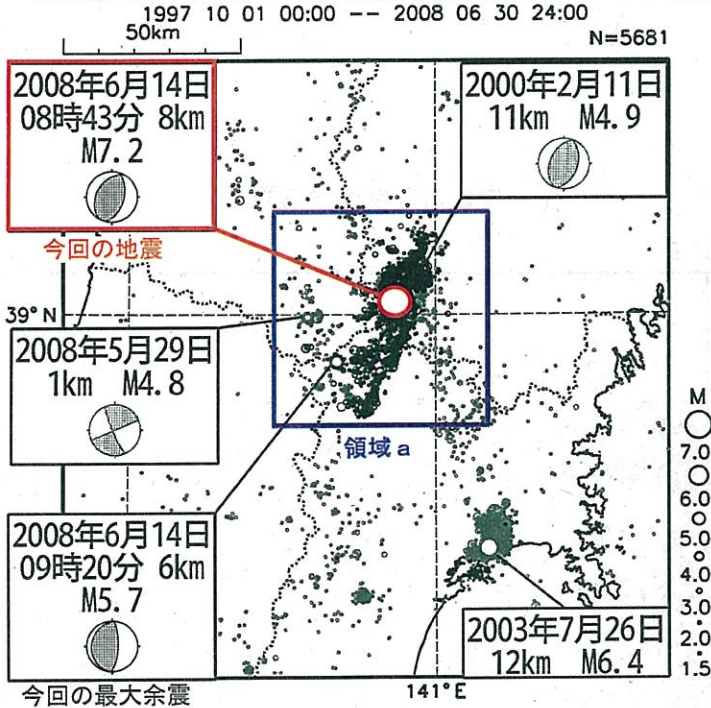 1997 10 01 00:00 -- 2008 06 30 24:00
50km
N=5681
2008年6月14日
08時43分 8km
M7.2
今回の地震
2000年2月11日
11km M4.9
39°N
2008年5月29日
1km M4.8
領域a
2008年6月14日
09時20分 6km
M5.7
今回の最大余震
2003年7月26日
12km M6.4
141°E
M
7.0
6.0
5.0
4.0
3.0
2.0
1.5